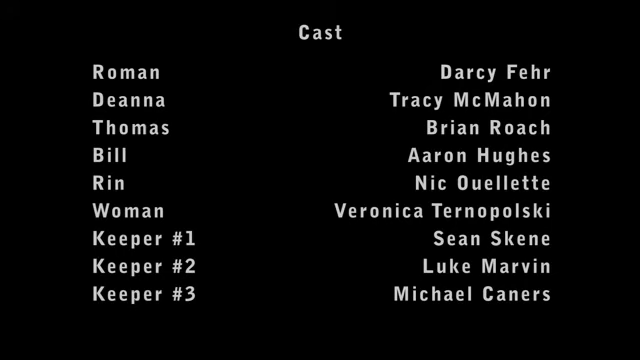 Cast
Roman Darcy Fehr
Deanna Tracy McMahon
Thomas Brian Roach
Bill Aaron Hughes
Rin Nic Ouellette
Woman Veronica Ternopolski
Keeper #1 Sean Skene
Keeper #2 Luke Marvin
Keeper #3 Michael Caners